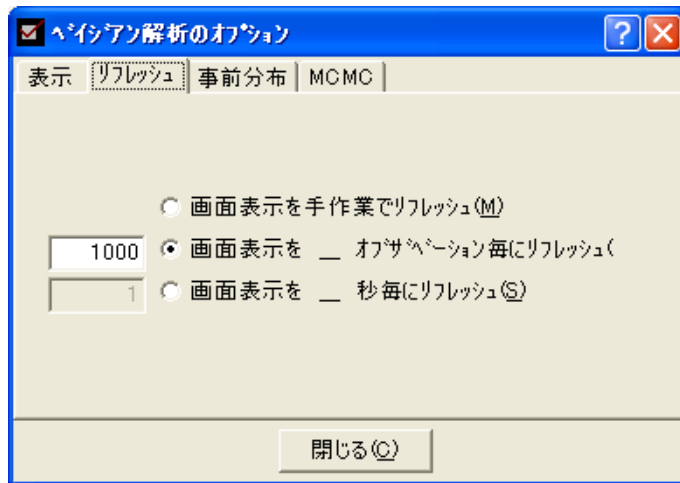 ﾍﾞｲｼﾞｱﾝ解析のｵﾌﾟｼｮﾝ
表示 ﾘﾌﾚｯｼｭ 事前分布 MCMC
画面表示を手作業でﾘﾌﾚｯｼｭ(M)
1000 画面表示を __ ｵﾌﾞｻﾞﾍﾞｰｼｮﾝ毎にﾘﾌﾚｯｼｭ(
1 画面表示を __ 秒毎にﾘﾌﾚｯｼｭ(S)
閉じる(C)